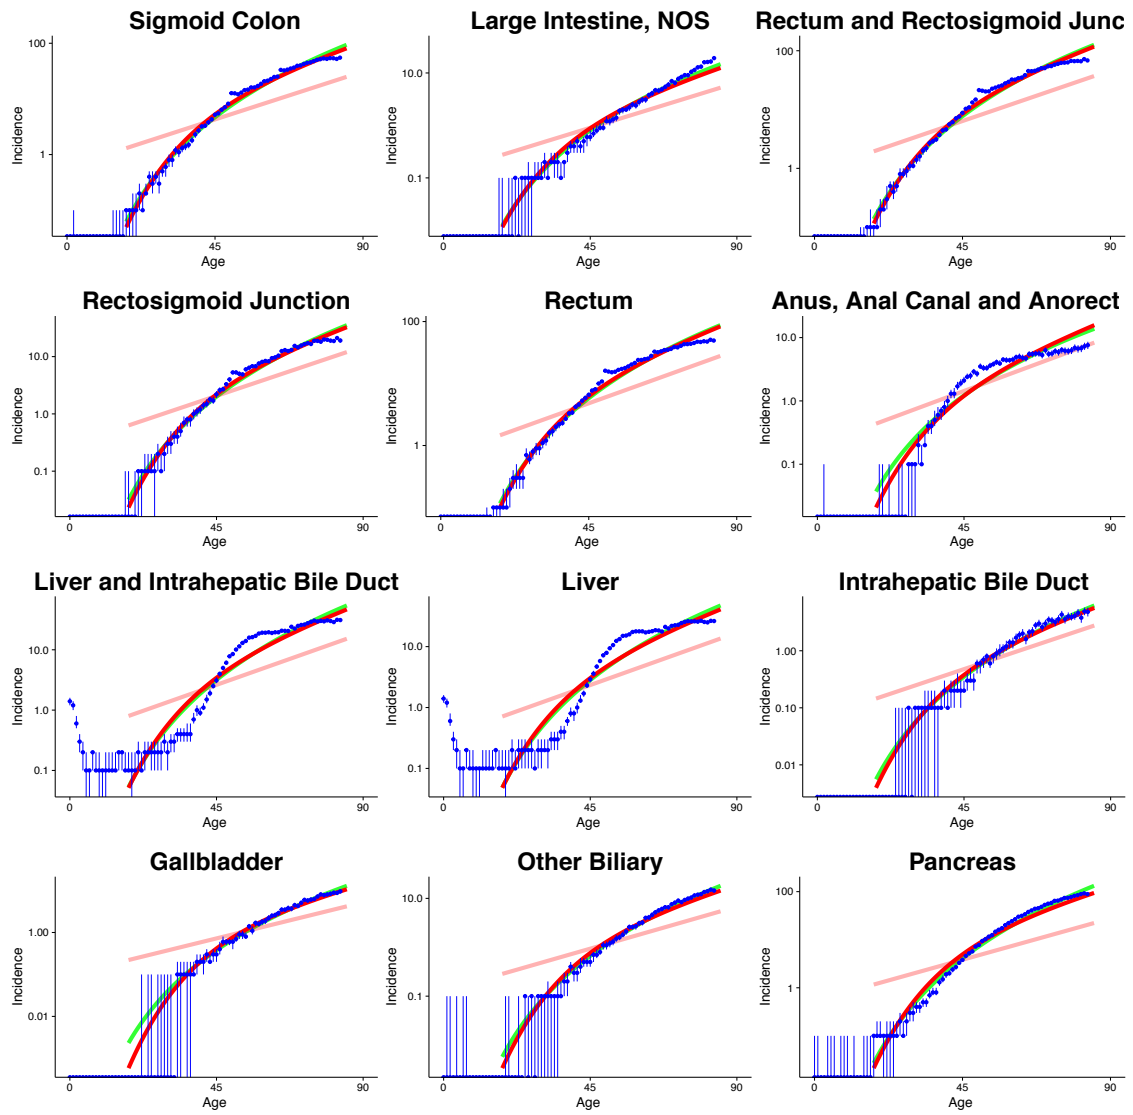 Sigmoid Colon
100
1
Incidence
0
45
90
Age
Large Intestine, NOS
10.0
0.1
Incidence
0
45
90
Age
Rectum and Rectosigmoid Junc
100
1
Incidence
0
45
90
Age
Rectosigmoid Junction
10.0
1.0
0.1
Incidence
0
45
90
Age
Rectum
100
1
Incidence
0
45
90
Age
Anus, Anal Canal and Anorect
10.0
1.0
0.1
Incidence
0
45
90
Age
Liver and Intrahepatic Bile Duct
10.0
1.0
0.1
Incidence
0
45
90
Age
Liver
10.0
1.0
0.1
Incidence
0
45
90
Age
Intrahepatic Bile Duct
1.00
0.10
0.01
Incidence
0
45
90
Age
Gallbladder
1.00
0.01
Incidence
0
45
90
Age
Other Biliary
10.0
0.1
Incidence
0
45
90
Age
Pancreas
100
1
Incidence
0
45
90
Age